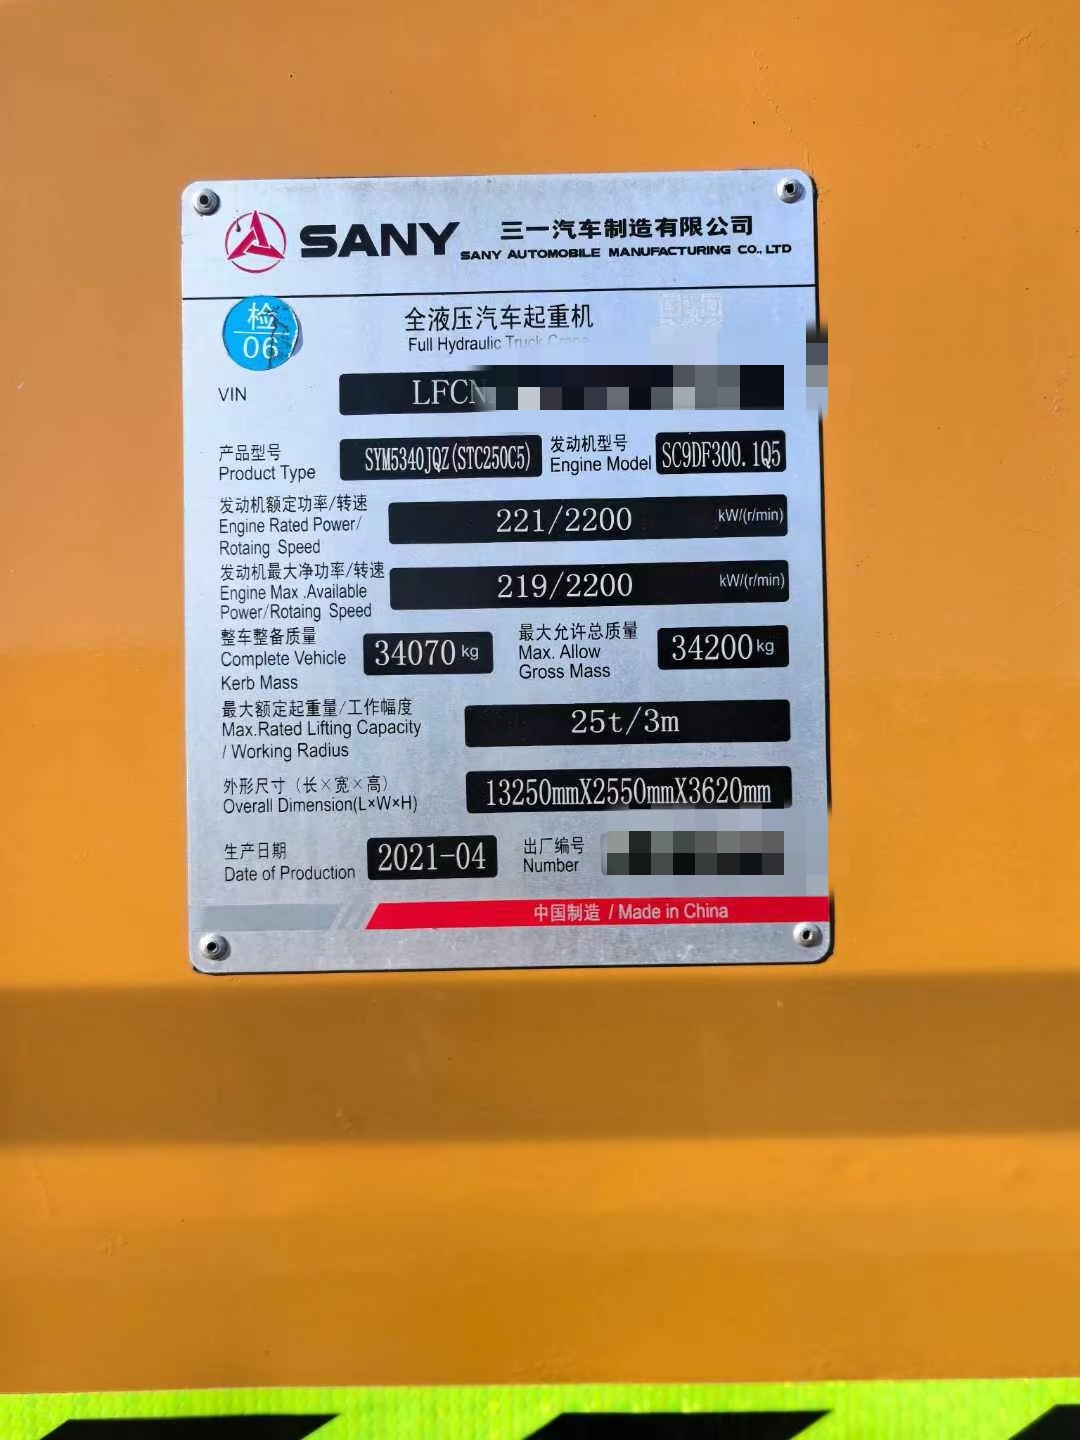 SANY 三一汽车制造有限公司
SANY AUTOMOBILE MANUFACTURING CO., LTD
检
06
全液压汽车起重机
Full Hydraulic Truck Crane
VIN LFCN
产品型号
Product Type
SYM5340JQZ(STC250C5)
发动机型号
Engine Model
SC9DF300.1Q5
发动机额定功率/转速
Engine Rated Power/
Rotaing Speed
221/2200 kW/(r/min)
发动机最大净功率/转速
Engine Max .Available
Power/Rotaing Speed
219/2200 kW/(r/min)
整车整备质量
Complete Vehicle
Kerb Mass
34070 kg
最大允许总质量
Max. Allow
Gross Mass
34200 kg
最大额定起重量/工作幅度
Max.Rated Lifting Capacity
/ Working Radius
25t/3m
外形尺寸（长×宽×高）
Overall Dimension(L×W×H)
13250mmX2550mmX3620mm
生产日期
Date of Production
2021-04
出厂编号
Number
中国制造 / Made in China